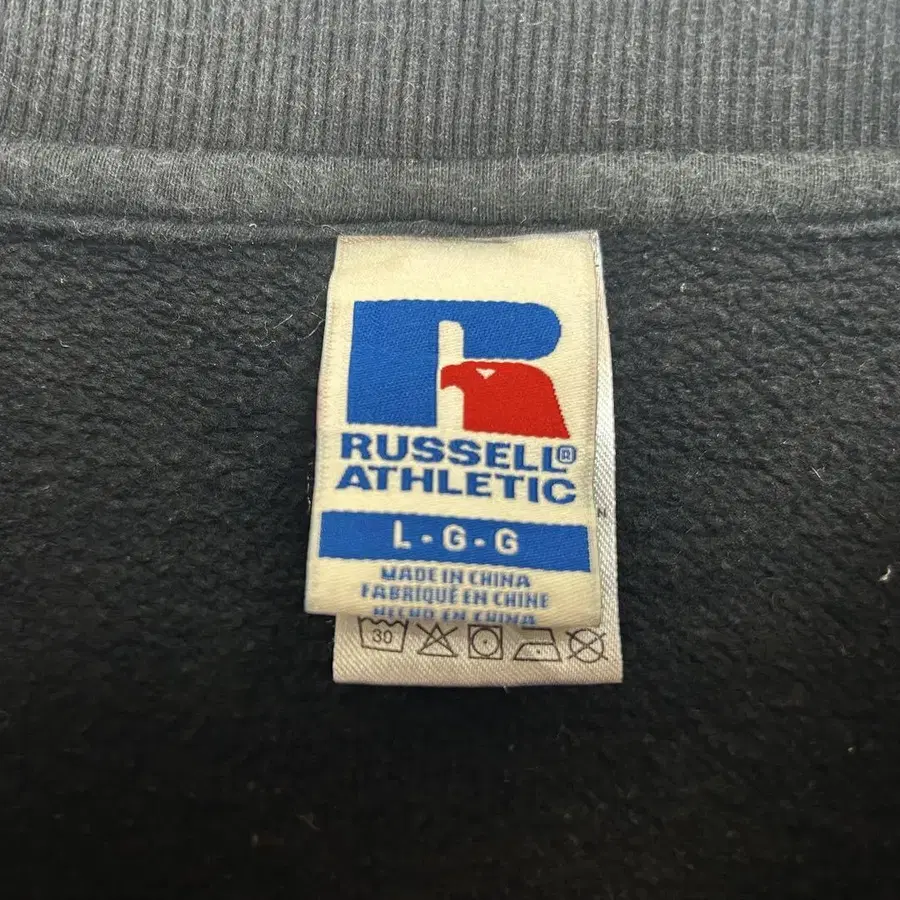 RUSSELL®
ATHLETIC
L-G-G
MADE IN CHINA
FABRIQUÉ EN CHINE
HECHO EN CHINA
30